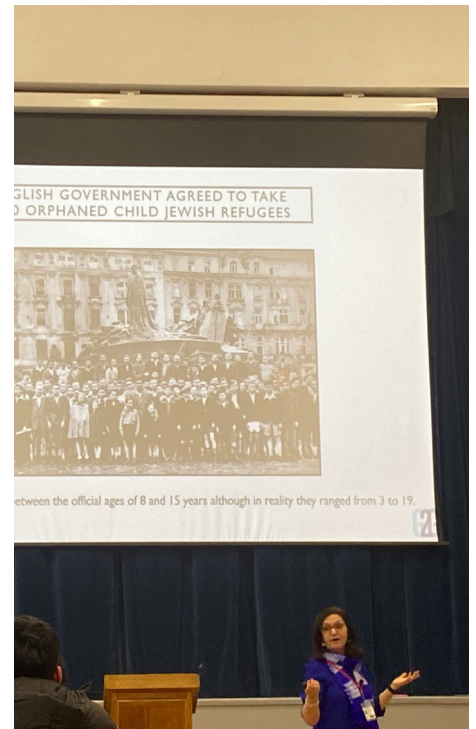 GLISH GOVERNMENT AGREED TO TAKE
0 ORPHANED CHILD JEWISH REFUGEES
etween the official ages of 8 and 15 years although in reality they ranged from 3 to 19.
G2G